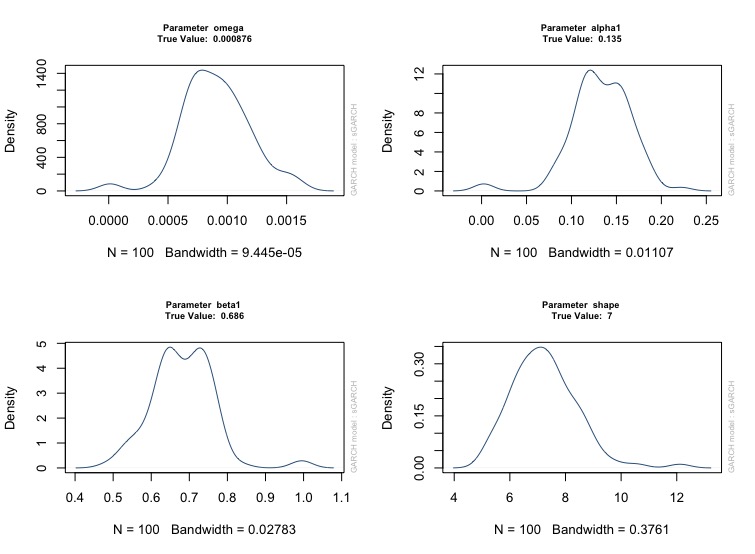 Parameter omega
True Value: 0.000876
Density
0 400 800 1400
0.0000 0.0005 0.0010 0.0015
N = 100 Bandwidth = 9.445e-05
GARCH model : sGARCH
Parameter alpha1
True Value: 0.135
Density
0 2 4 6 8 12
0.00 0.05 0.10 0.15 0.20 0.25
N = 100 Bandwidth = 0.01107
GARCH model : sGARCH
Parameter beta1
True Value: 0.686
Density
0 1 2 3 4 5
0.4 0.5 0.6 0.7 0.8 0.9 1.0 1.1
N = 100 Bandwidth = 0.02783
GARCH model : sGARCH
Parameter shape
True Value: 7
Density
0.00 0.15 0.30
4 6 8 10 12
N = 100 Bandwidth = 0.3761
GARCH model : sGARCH